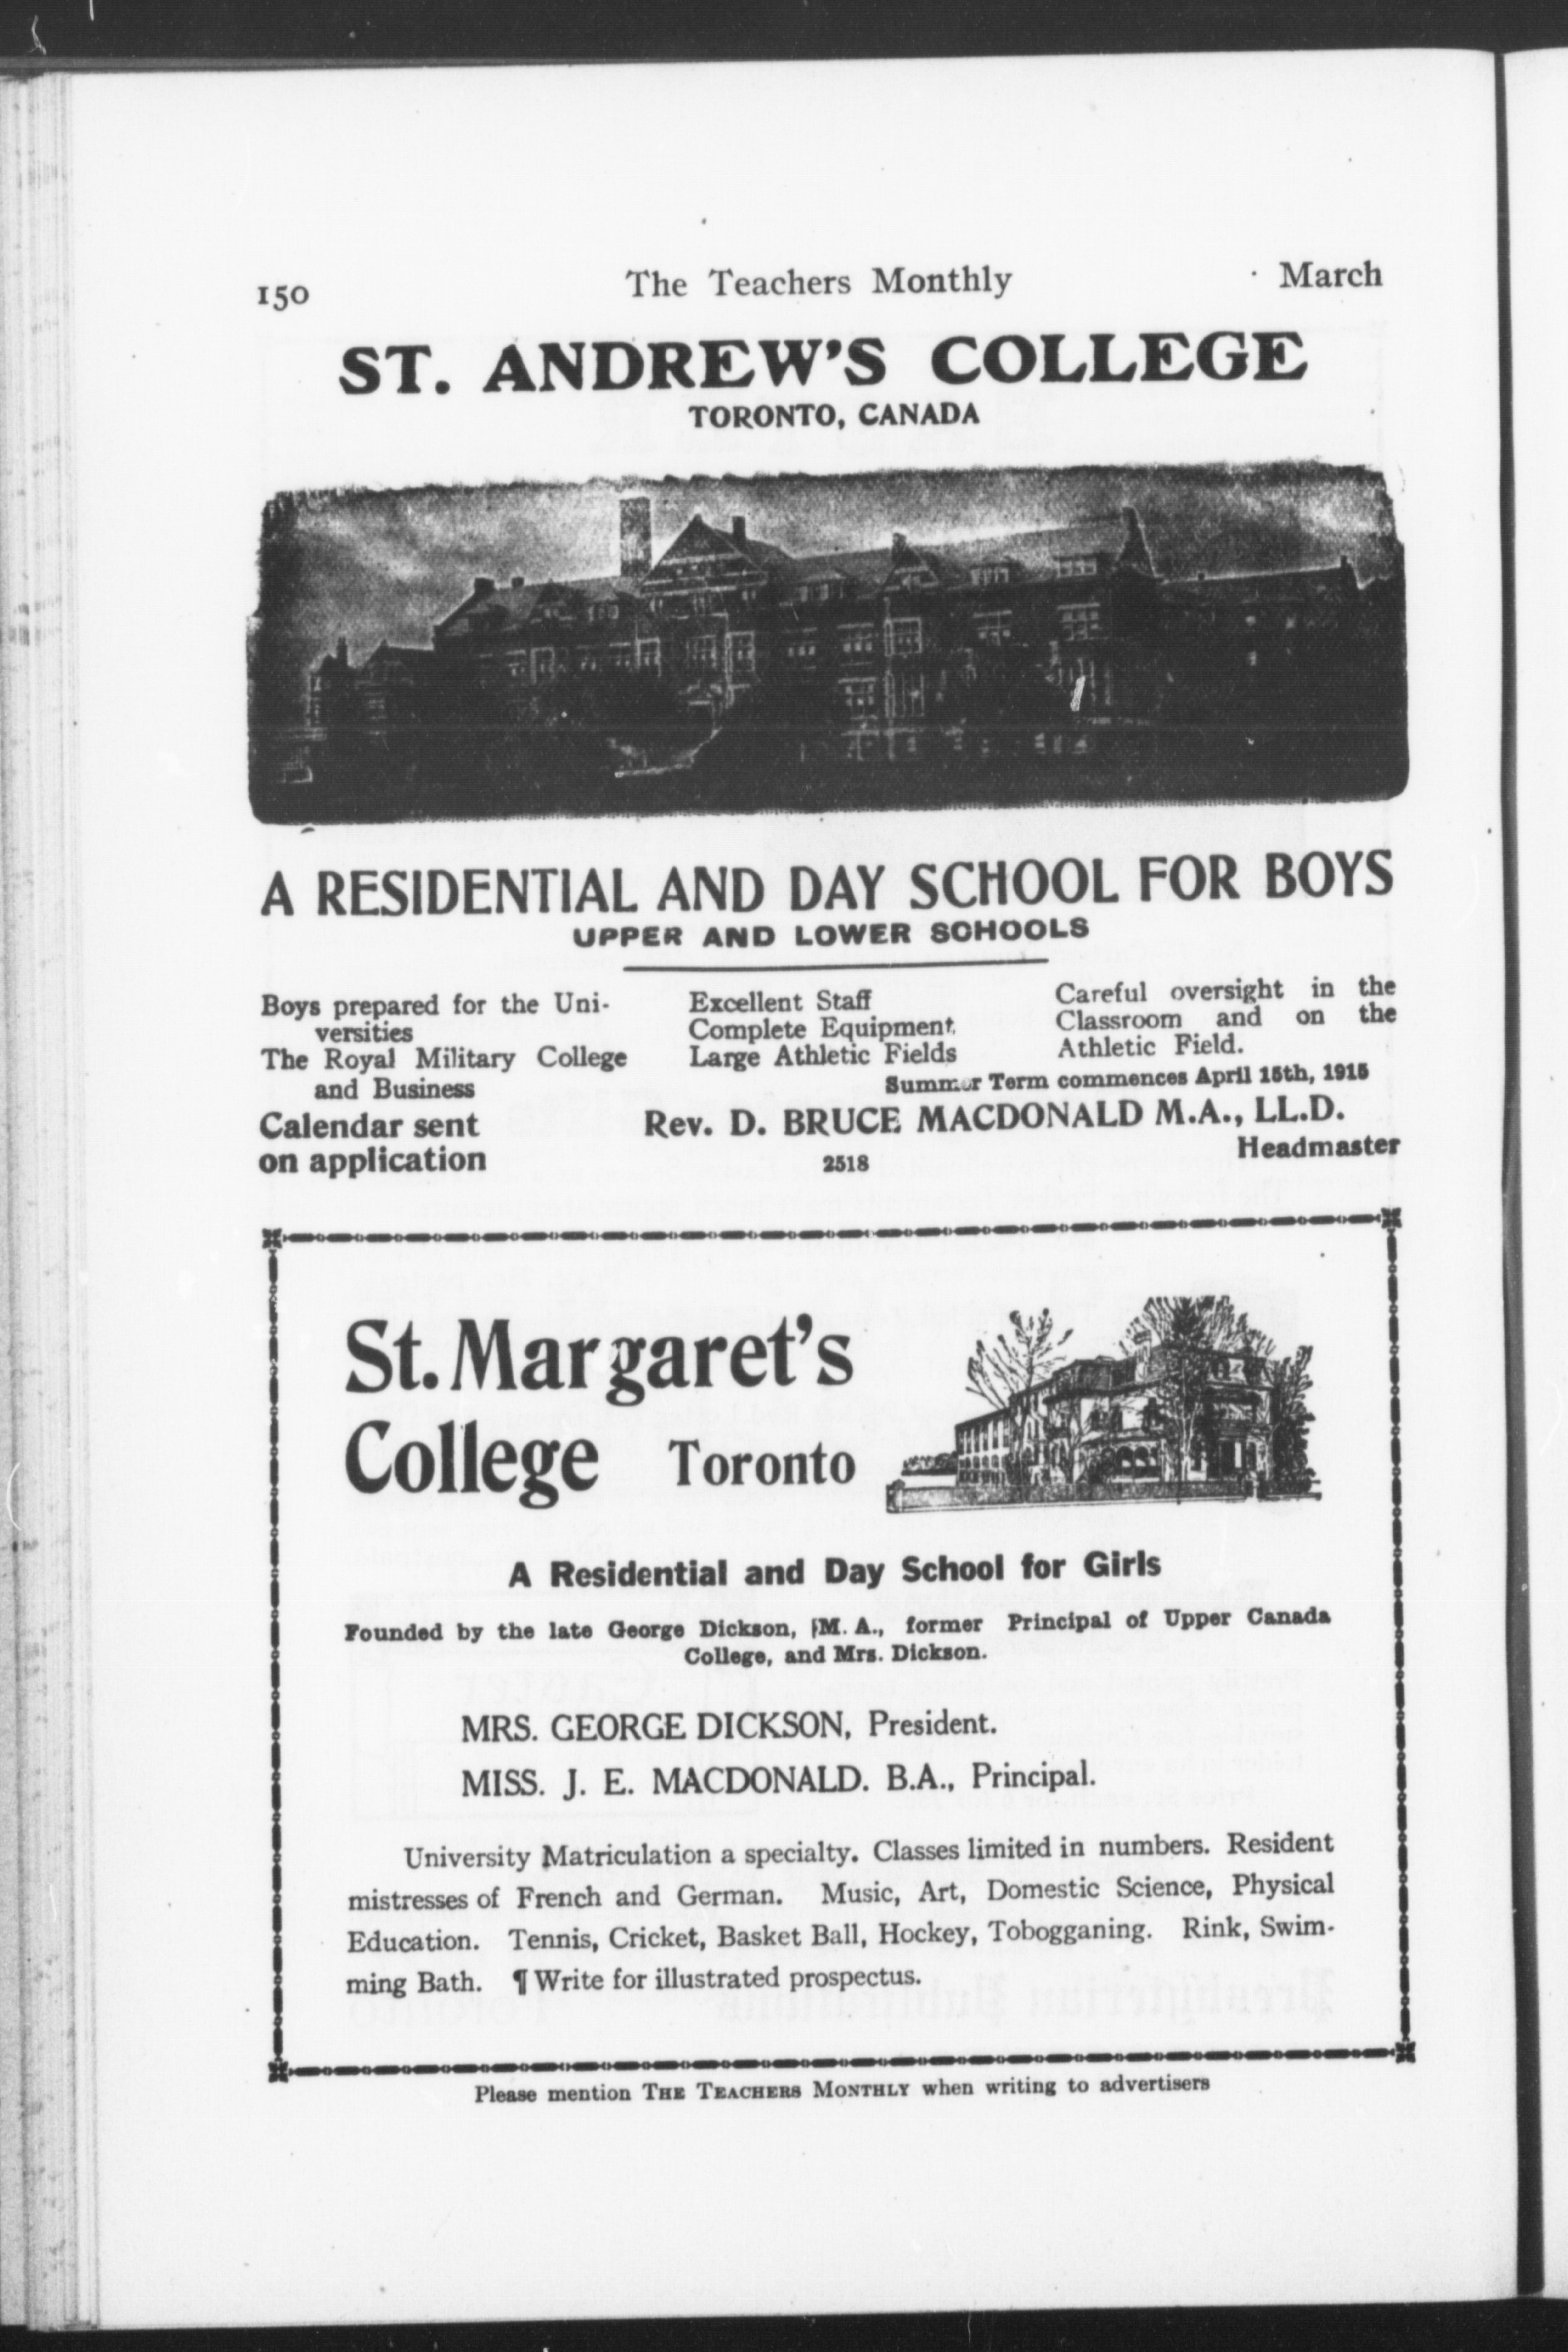 150 The Teachers Monthly March
ST. ANDREW'S COLLEGE
TORONTO, CANADA
A RESIDENTIAL AND DAY SCHOOL FOR BOYS
UPPER AND LOWER SCHOOLS
Boys prepared for the Uni-
versities
The Royal Military College
and Business
Calendar sent
on application
Excellent Staff
Complete Equipment
Large Athletic Fields
Careful oversight in the
Classroom and on the
Athletic Field.
Summer Term commences April 15th, 1915
Rev. D. BRUCE MACDONALD M.A., LL.D.
Headmaster
2518
St. Margaret's
College Toronto
A Residential and Day School for Girls
Founded by the late George Dickson, M. A., former Principal of Upper Canada
College, and Mrs. Dickson.
MRS. GEORGE DICKSON, President.
MISS. J. E. MACDONALD. B.A., Principal.
University Matriculation a specialty. Classes limited in numbers. Resident
mistresses of French and German. Music, Art, Domestic Science, Physical
Education. Tennis, Cricket, Basket Ball, Hockey, Tobogganing. Rink, Swim-
ming Bath. ¶ Write for illustrated prospectus.
Please mention THE TEACHERS MONTHLY when writing to advertisers